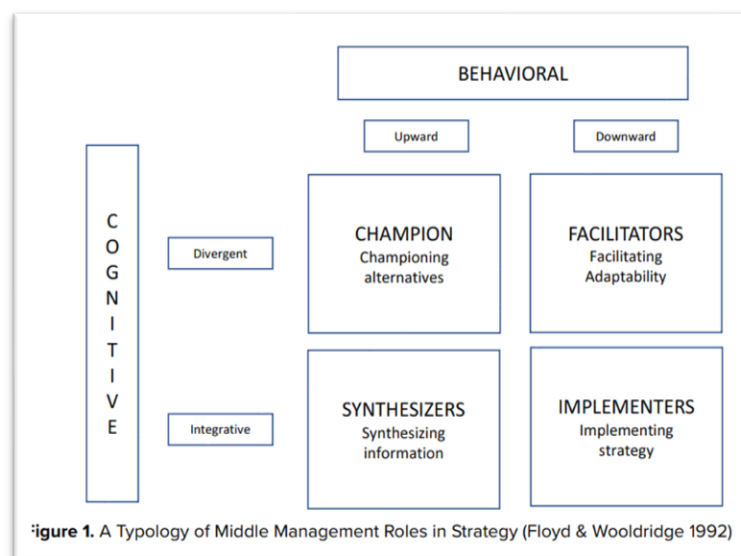 BEHAVIORAL
Upward
Downward
COGNITIVE
Divergent
CHAMPION
Championing
alternatives
FACILITATORS
Facilitating
Adaptability
Integrative
SYNTHESIZERS
Synthesizing
information
IMPLEMENTERS
Implementing
strategy
igure 1. A Typology of Middle Management Roles in Strategy (Floyd & Wooldridge 1992)